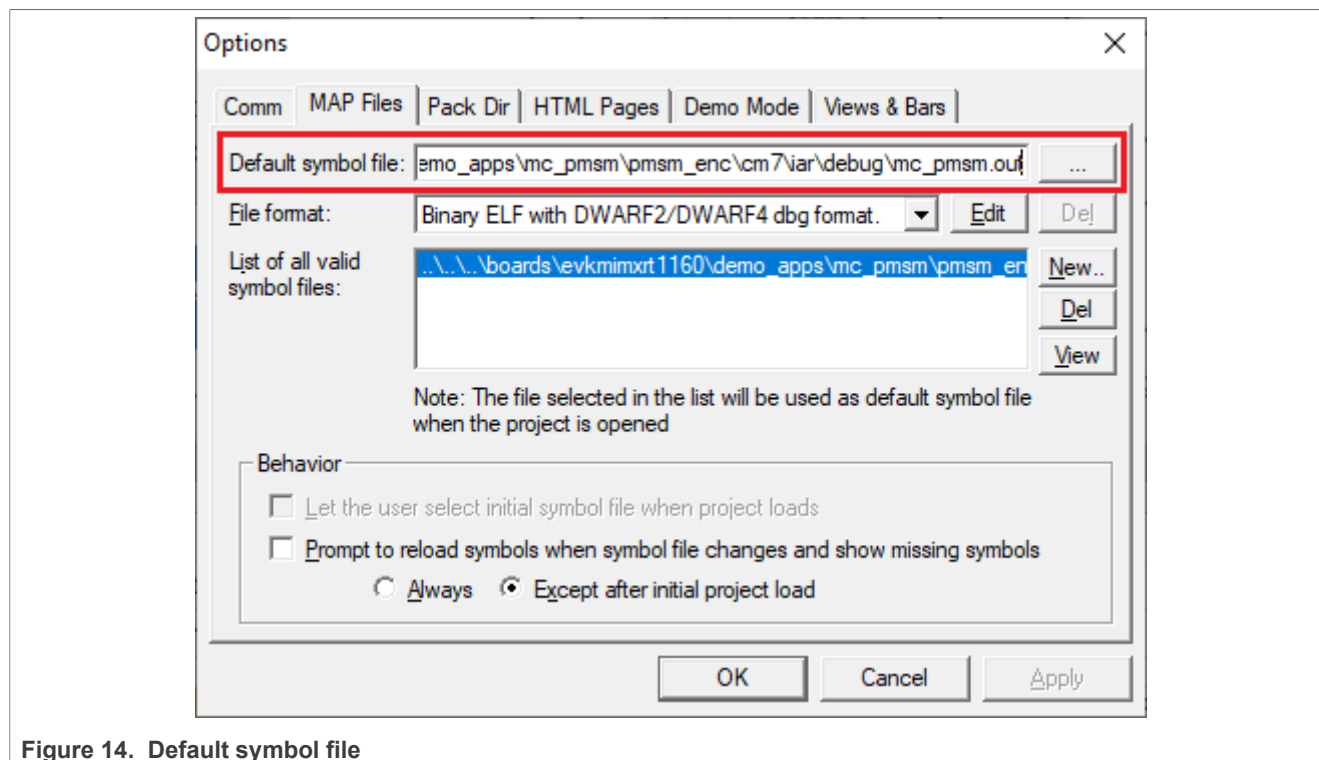 Options
Comm MAP Files Pack Dir HTML Pages Demo Mode Views & Bars
Default symbol file: emo_apps\mc_pmsm\pmsm_enc\cm7\iar\debug\mc_pmsm.out ...
File format: Binary ELF with DWARF2/DWARF4 dbg format. Edit Del
List of all valid
symbol files:
..\..\..\boards\evkmimxrt1160\demo_apps\mc_pmsm\pmsm_en New..
Del
View
Note: The file selected in the list will be used as default symbol file
when the project is opened
Behavior
Let the user select initial symbol file when project loads
Prompt to reload symbols when symbol file changes and show missing symbols
Always Except after initial project load
OK Cancel Apply
Figure 14. Default symbol file